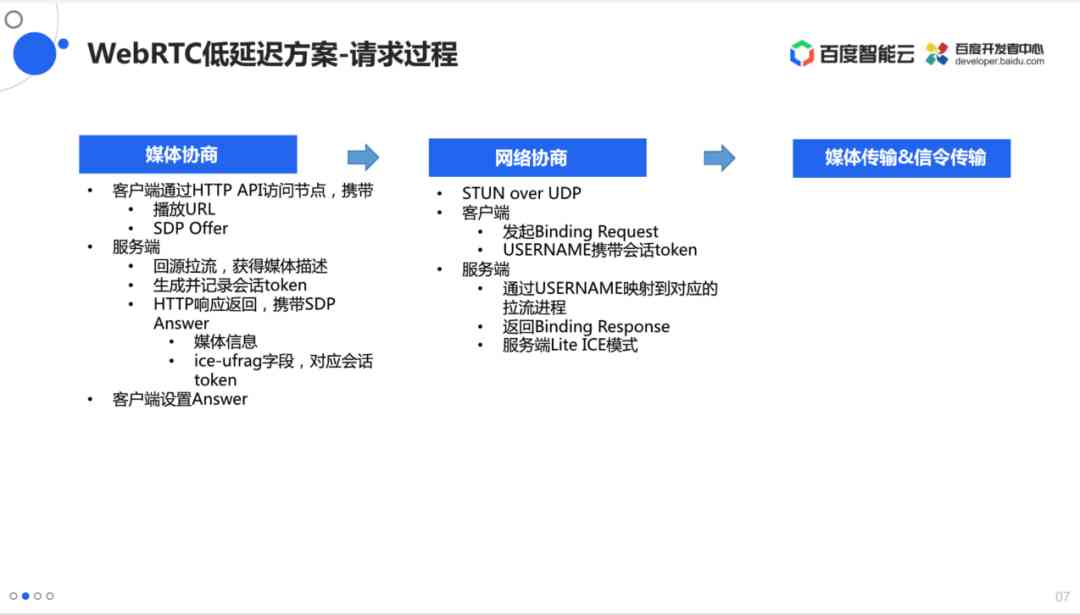 WebRTC低延迟方案-请求过程
百度智能云
百度开发者中心
developer.baidu.com
媒体协商
• 客户端通过HTTP API访问节点，携带
• 播放URL
• SDP Offer
• 服务端
• 回源拉流，获得媒体描述
• 生成并记录会话token
• HTTP响应返回，携带SDP
Answer
• 媒体信息
• ice-ufrag字段，对应会话
token
• 客户端设置Answer
网络协商
• STUN over UDP
• 客户端
• 发起Binding Request
• USERNAME携带会话token
• 服务端
• 通过USERNAME映射到对应的
拉流进程
• 返回Binding Response
• 服务端Lite ICE模式
媒体传输&信令传输
07